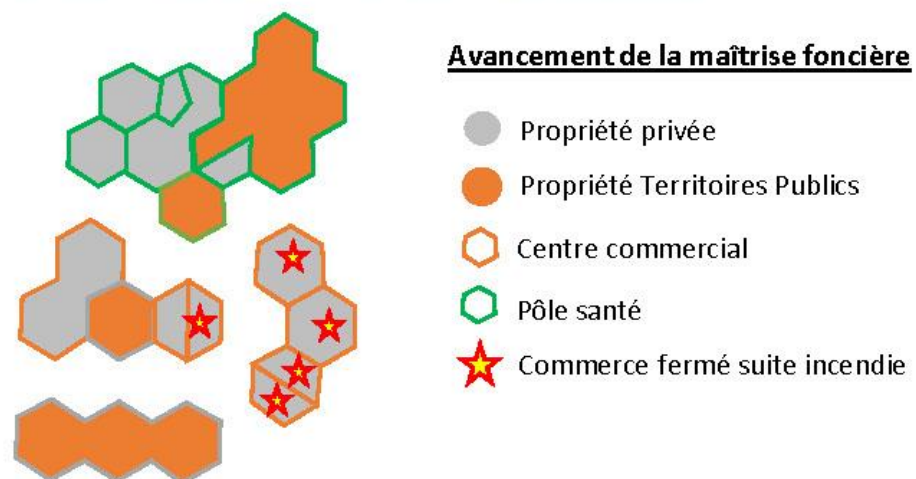 Avancement de la maîtrise foncière
Propriété privée
Propriété Territoires Publics
Centre commercial
Pôle santé
Commerce fermé suite incendie